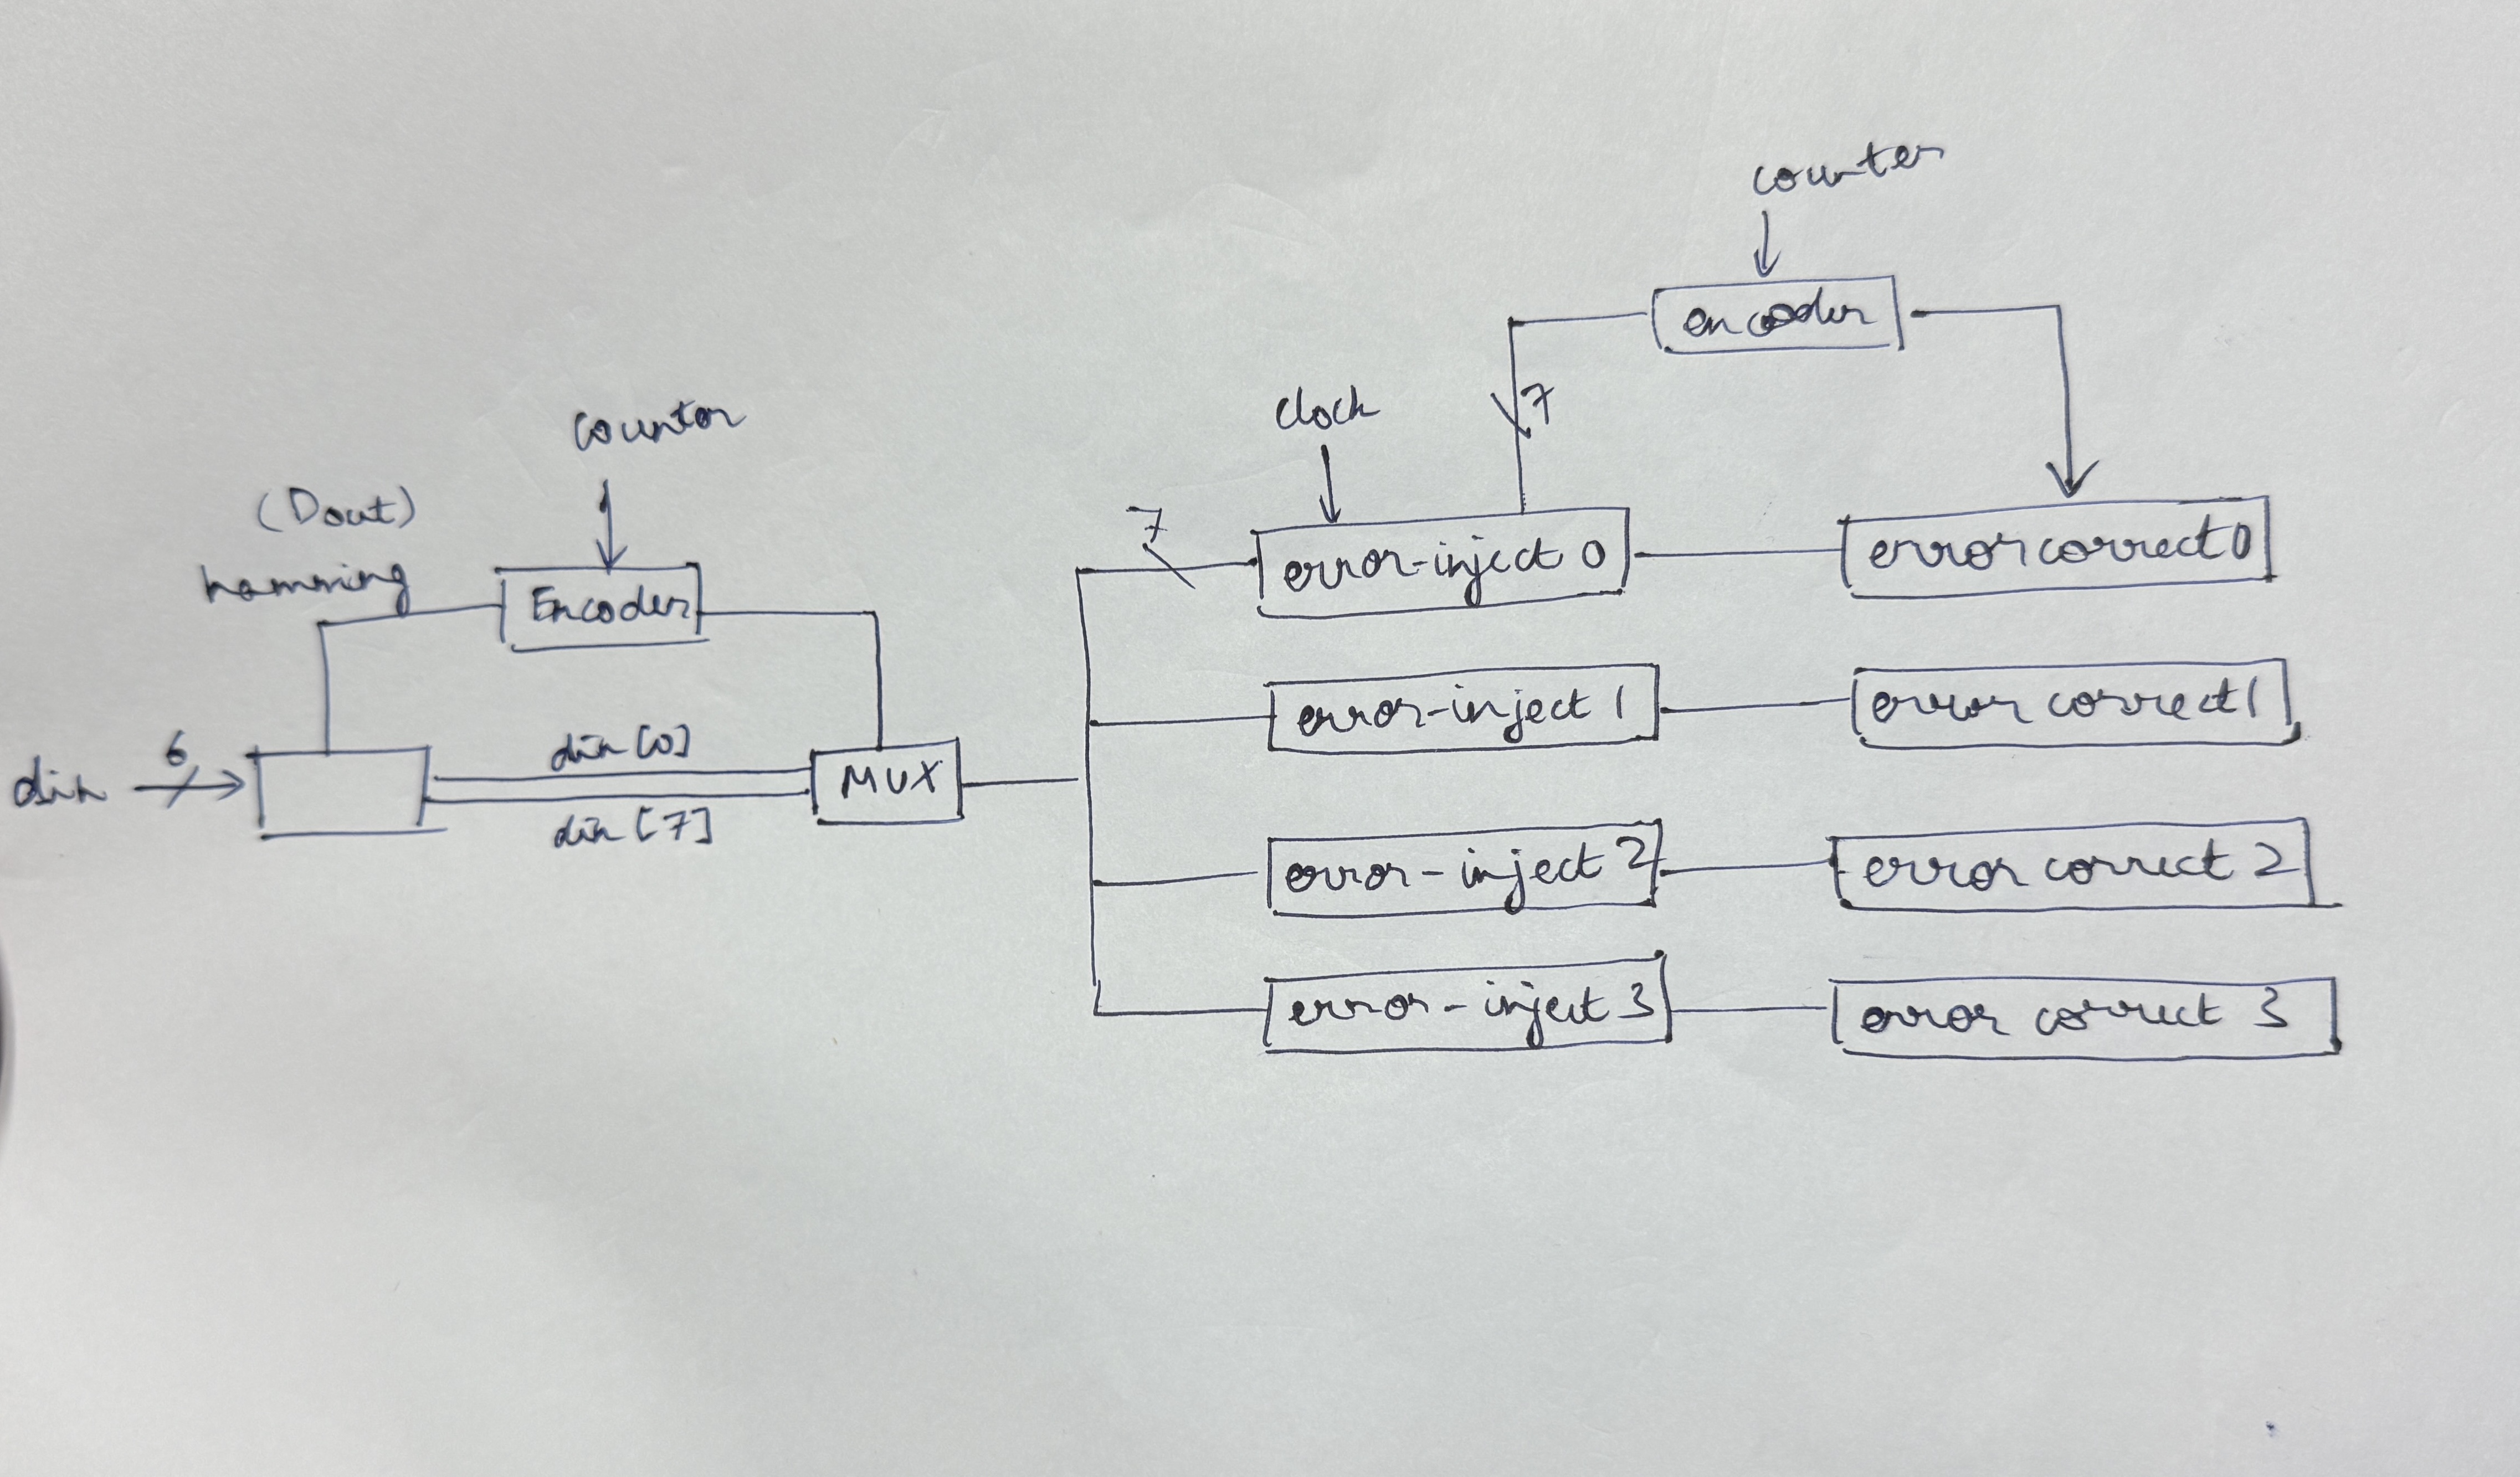 counter
encoder
clock
7
counter
(Dout)
hamming
7
Encoder
error-inject 0
error correct 0
din [0]
error-inject 1
error correct 1
din
6
MUX
din [7]
error-inject 2
error correct 2
error-inject 3
error correct 3